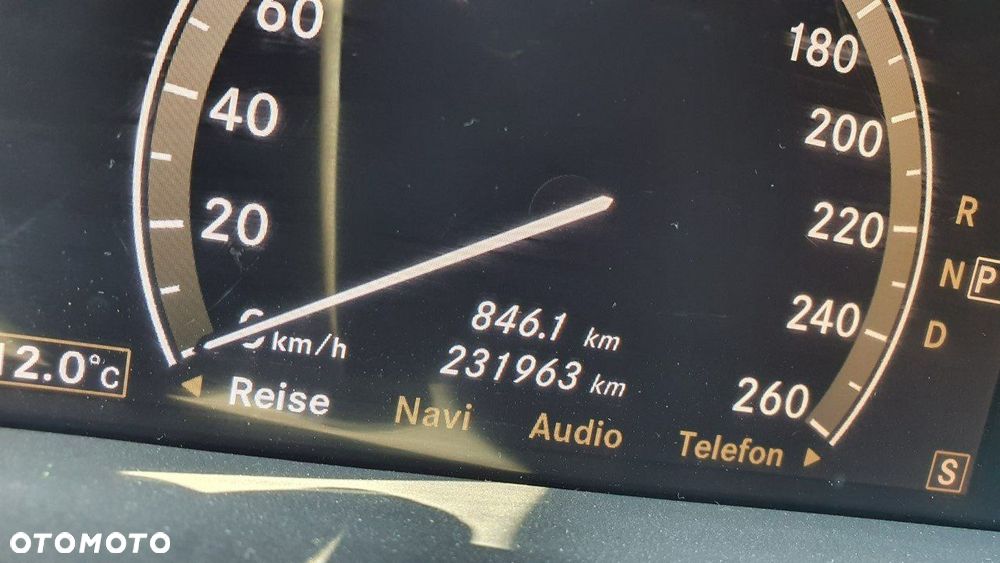 60
40
20
0 km/h
180
200
220
240
260
846.1 km
231963 km
12.0°C
Reise Navi Audio Telefon
R
N P
D
S
OTOMOTO